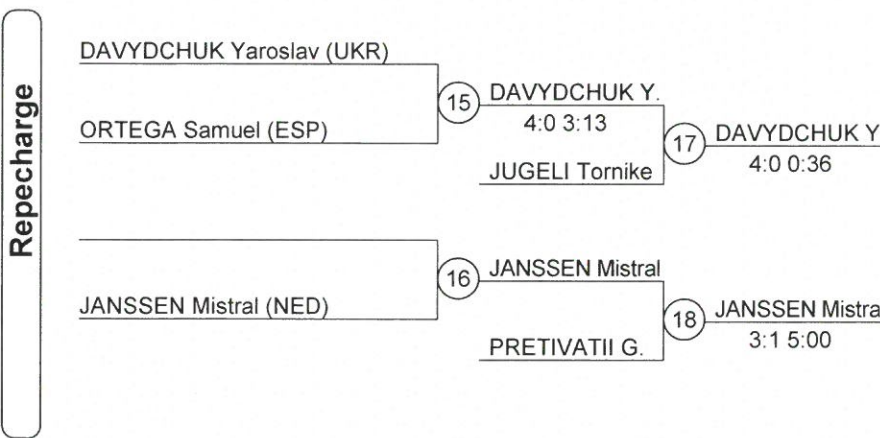 Repecharge
DAVYDCHUK Yaroslav (UKR)
ORTEGA Samuel (ESP)
15
DAVYDCHUK Y.
4:0 3:13
JUGELI Tornike
17
DAVYDCHUK Y
4:0 0:36
JANSSEN Mistral (NED)
16
JANSSEN Mistral
PRETIVATII G.
18
JANSSEN Mistra
3:1 5:00